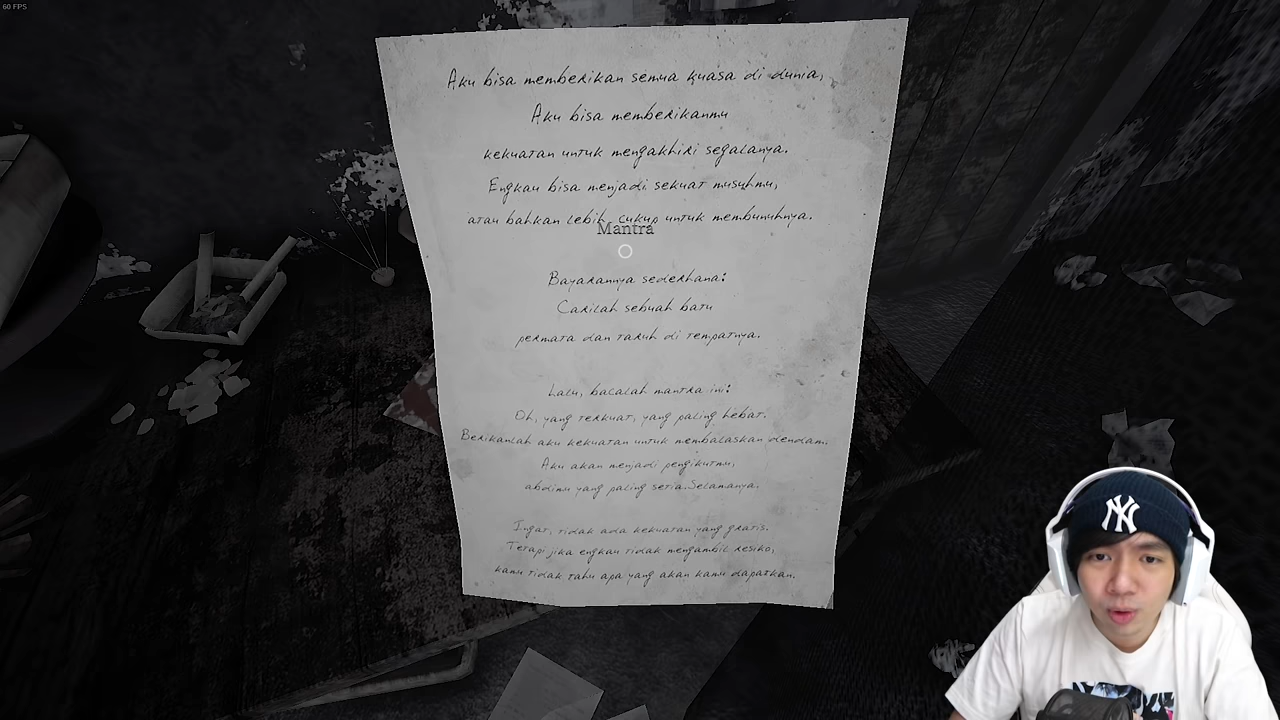 60 FPS
Aku bisa memberikan semua kuasa di dunia,
Aku bisa memberikanmu
kekuatan untuk mengakhiri segalanya.
Engkau bisa menjadi sekuat musuhmu,
atau bahkan lebih, cukup untuk membunuhnya.
Mantra
Bayarannya sederhana:
Carilah sebuah batu
permata dan taruh di tempatnya.
Lalu, bacalah mantra ini:
Oh, yang terkuat, yang paling hebat.
Berikanlah aku kekuatan untuk membalaskan dendam.
Aku akan menjadi pengikutmu,
abdimu yang paling setia.Selamanya.
Ingat, tidak ada kekuatan yang gratis.
Tetapi jika engkau tidak mengambil resiko,
kamu tidak tahu apa yang akan kamu dapatkan.
NY